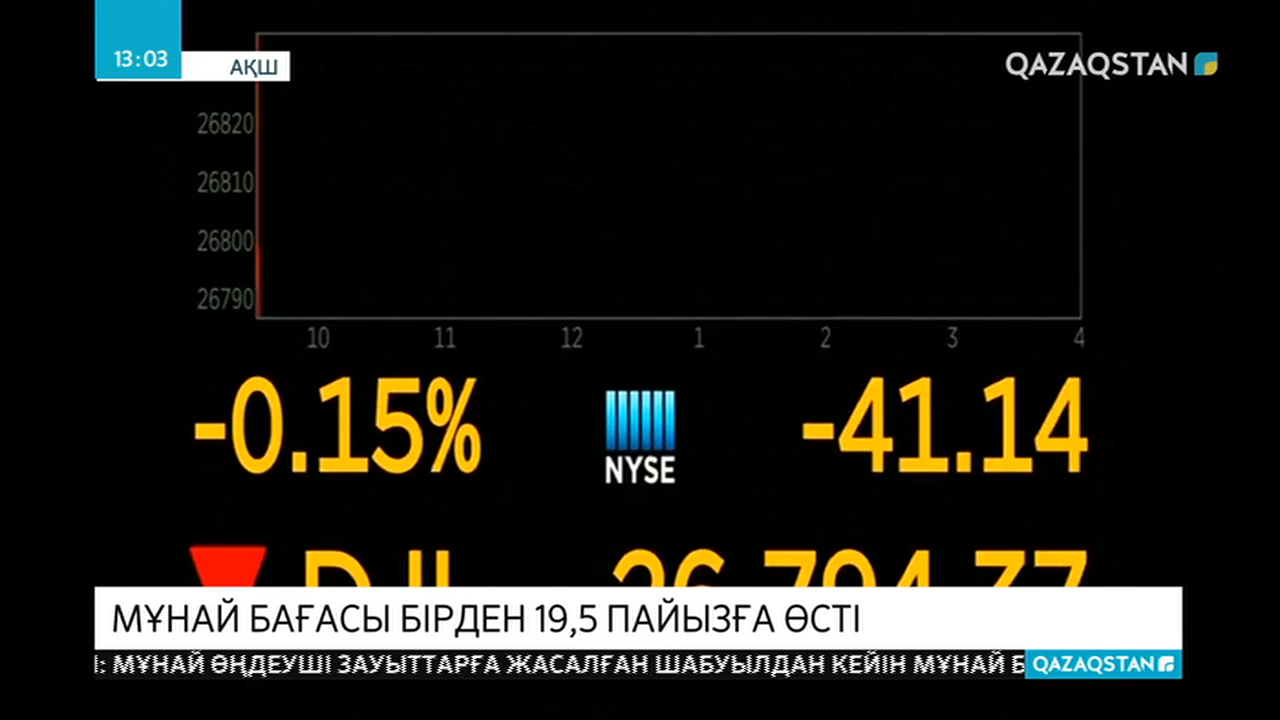 13:03
АҚШ
QAZAQSTAN
26820
26810
26800
26790
10 11 12 1 2 3 4
-0.15%
NYSE
-41.14
МҰНАЙ БАҒАСЫ БІРДЕН 19,5 ПАЙЫЗҒА ӨСТІ
: МҰНАЙ ӨҢДЕУШІ ЗАУЫТТАРҒА ЖАСАЛҒАН ШАБУЫЛДАН КЕЙІН МҰНАЙ
QAZAQSTAN